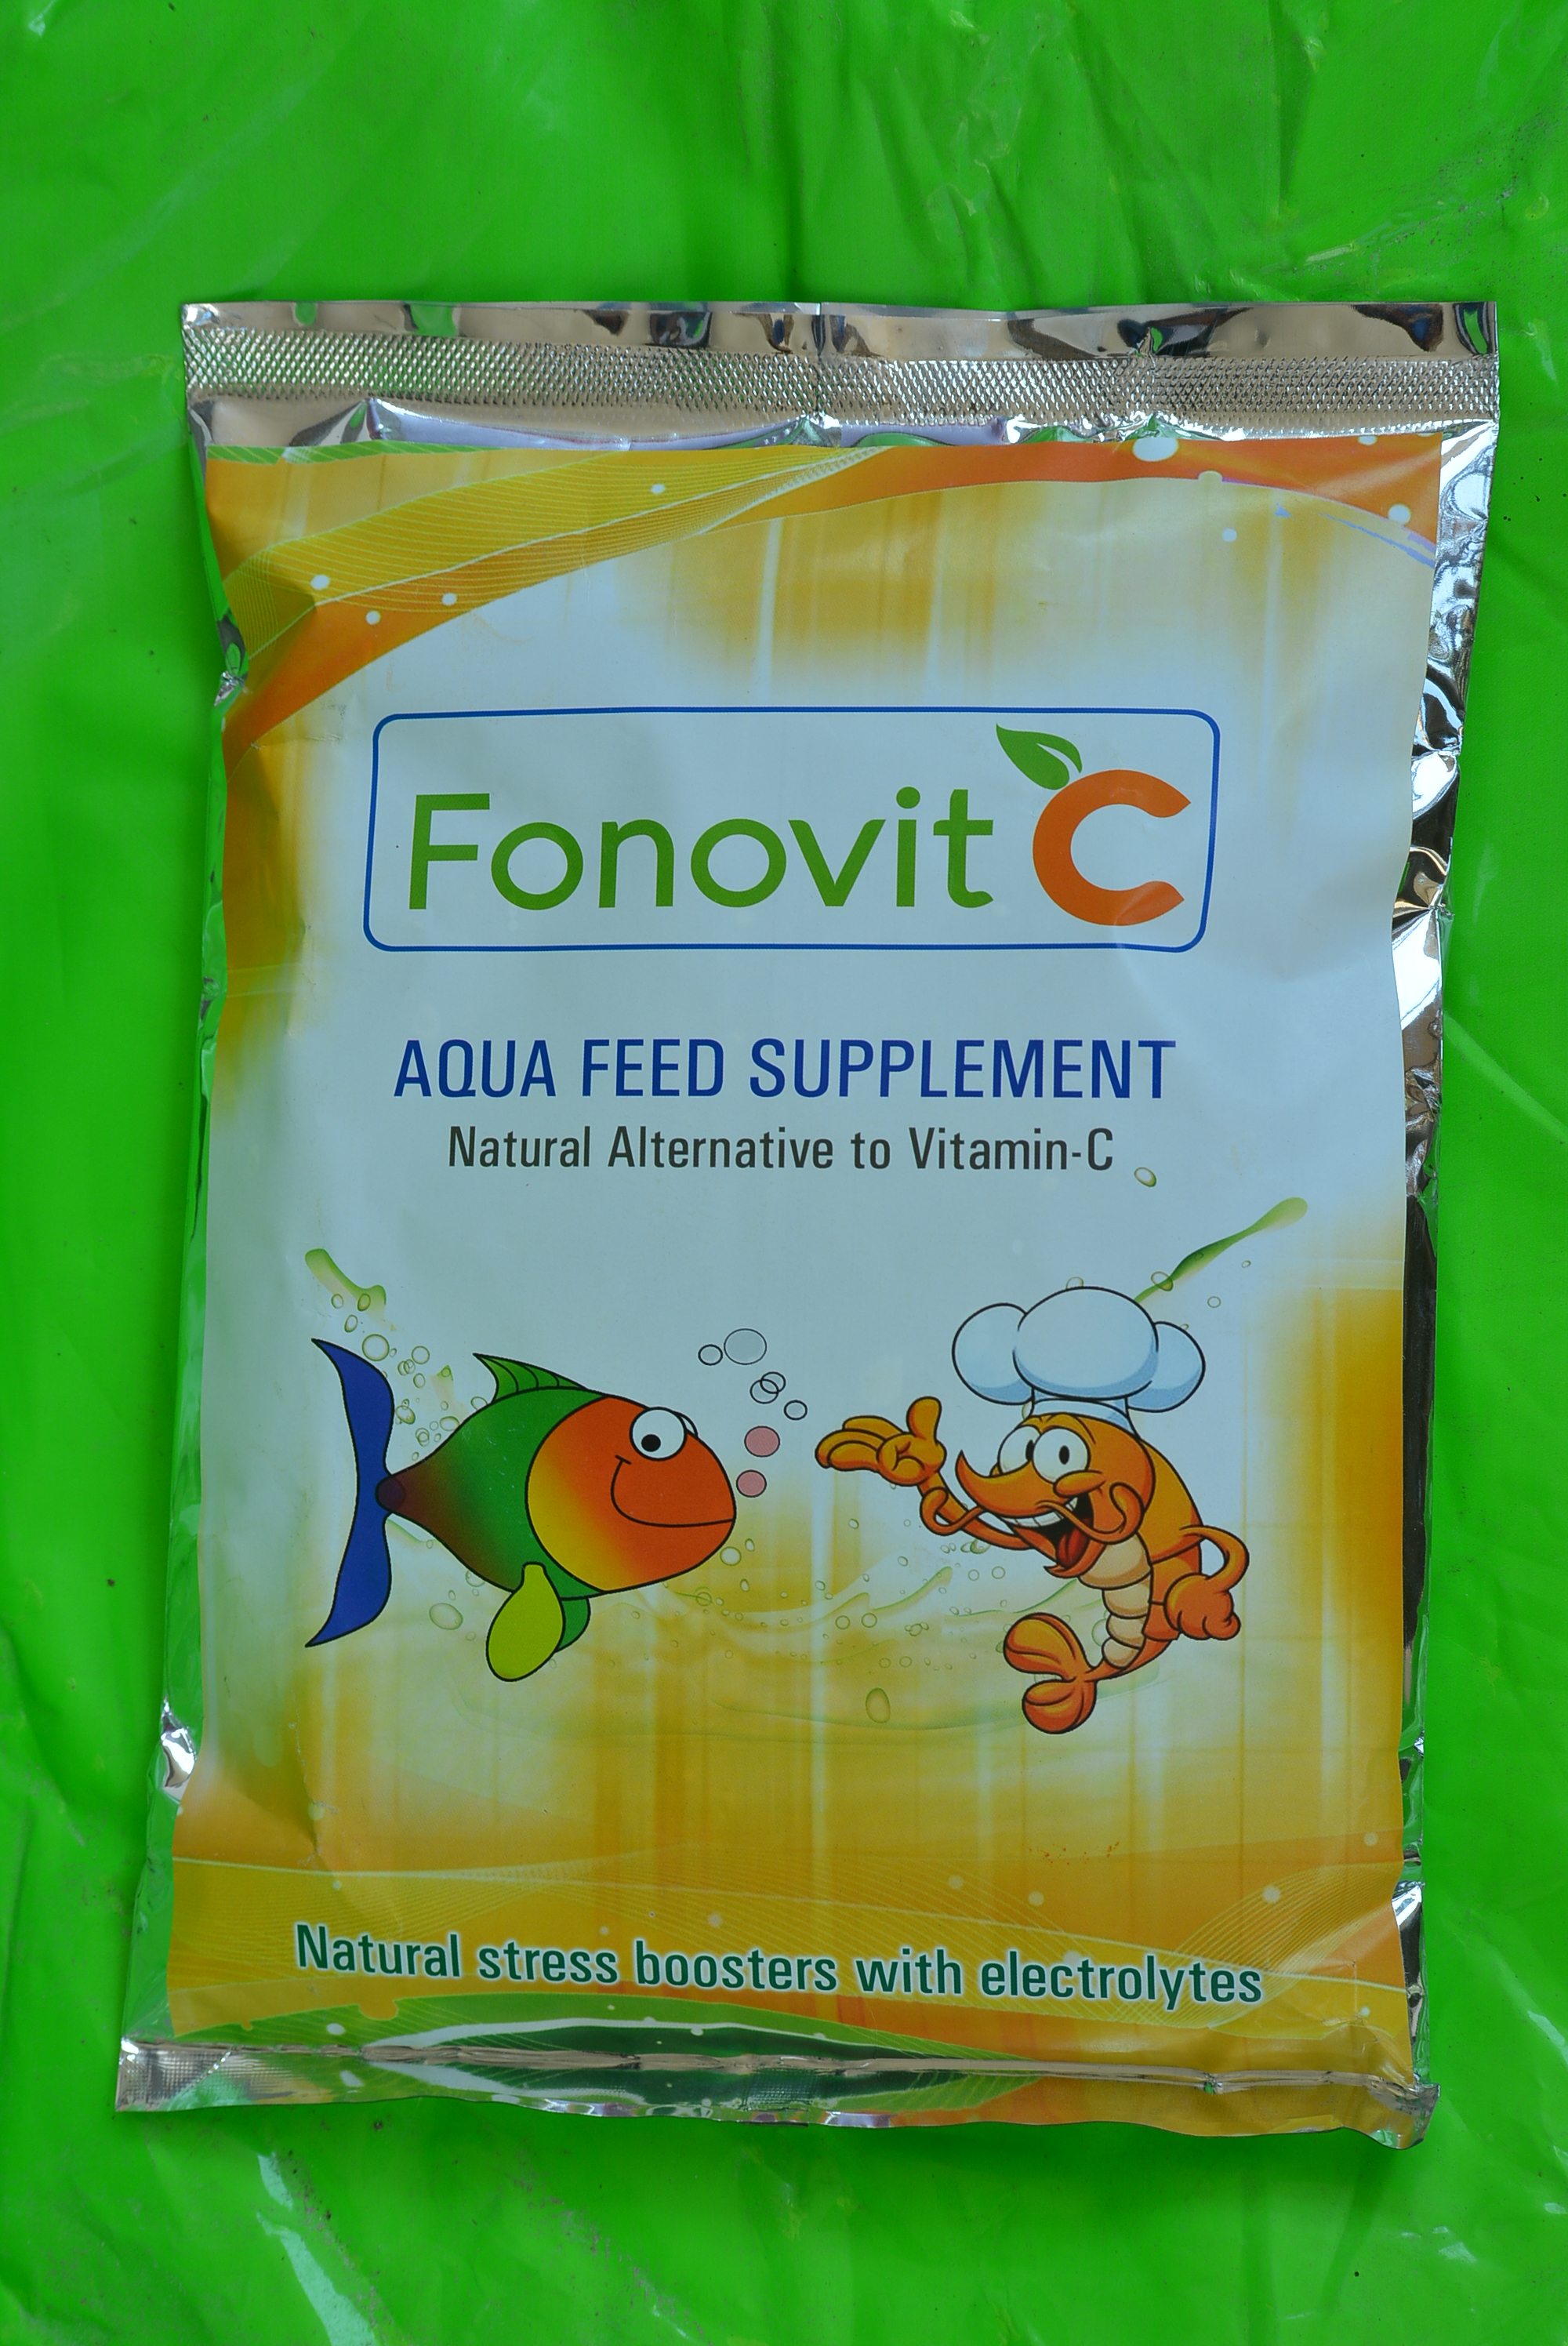 Fonovit C
AQUA FEED SUPPLEMENT
Natural Alternative to Vitamin-C
Natural stress boosters with electrolytes